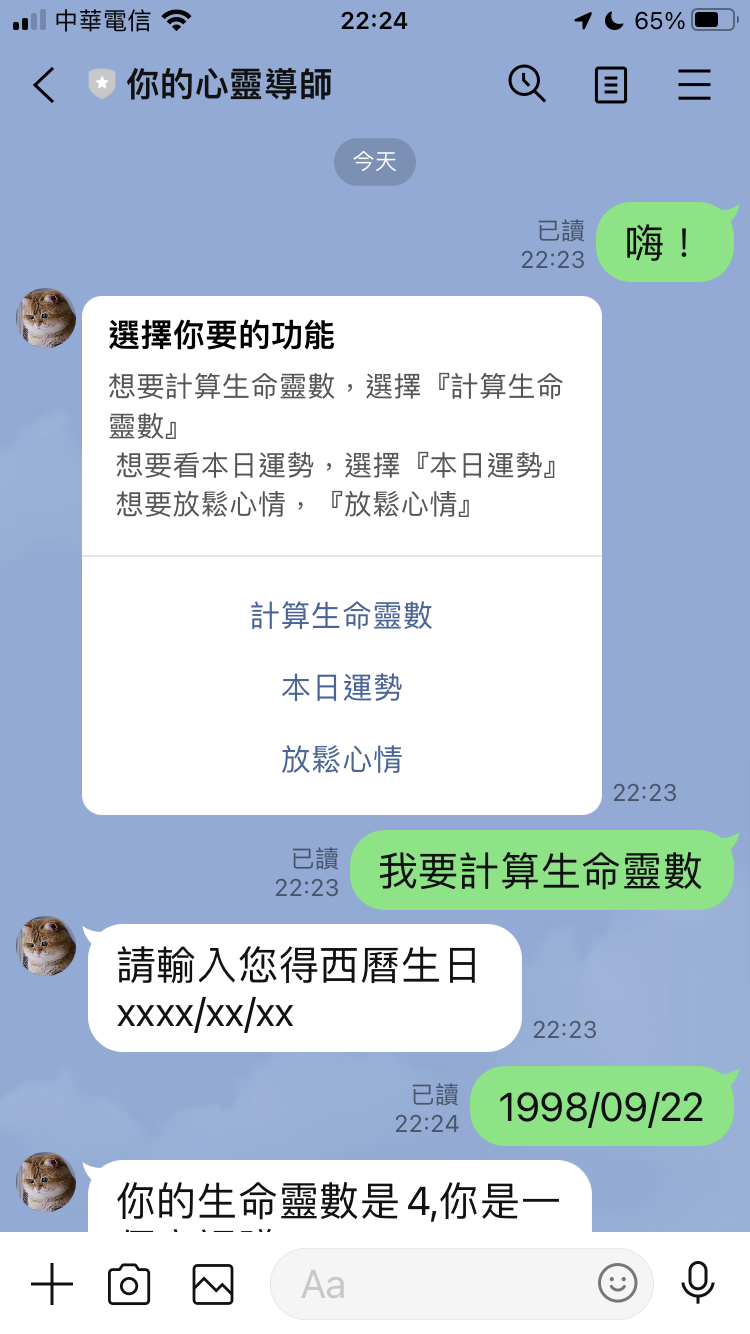 中華電信
22:24
65%
你的心靈導師
今天
已讀
22:23
嗨！
選擇你要的功能
想要計算生命靈數，選擇『計算生命
靈數』
想要看本日運勢，選擇『本日運勢』
想要放鬆心情，『放鬆心情』
計算生命靈數
本日運勢
放鬆心情
22:23
已讀
22:23
我要計算生命靈數
請輸入您得西曆生日
xxxx/xx/xx
22:23
已讀
22:24
1998/09/22
你的生命靈數是4,你是一
Aa